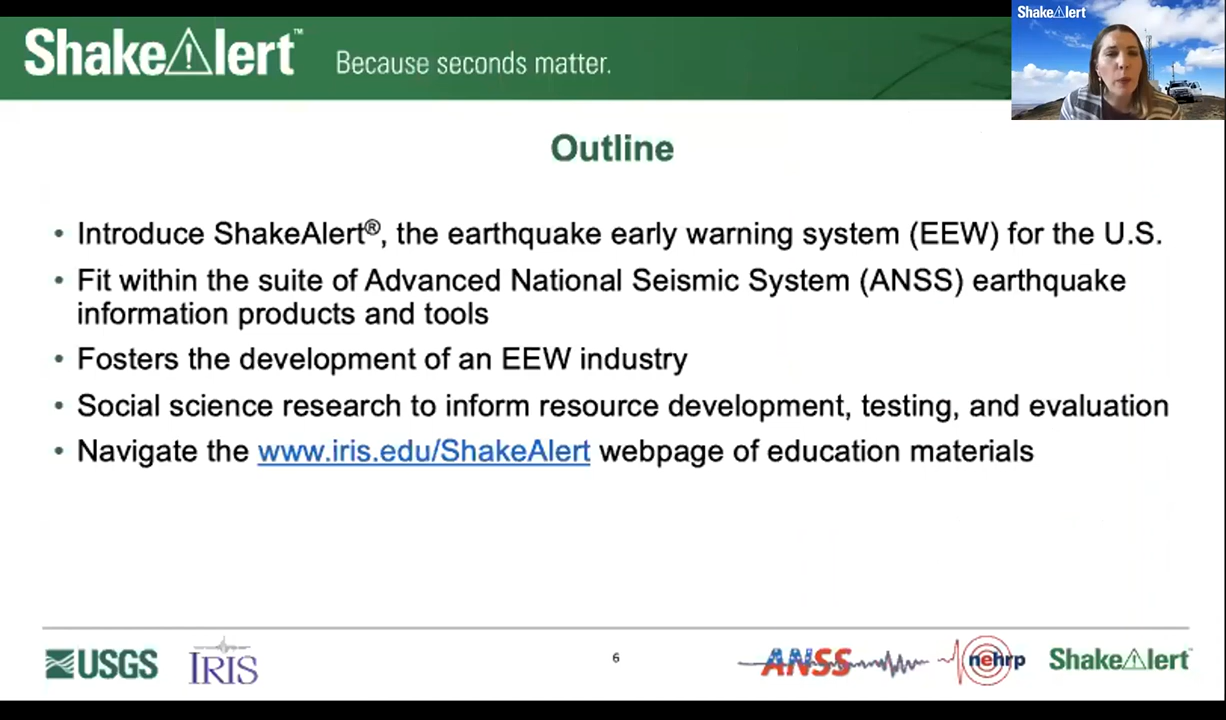 ShakeAlert™ Because seconds matter.
ShakeAlert
Outline
• Introduce ShakeAlert®, the earthquake early warning system (EEW) for the U.S.
• Fit within the suite of Advanced National Seismic System (ANSS) earthquake
information products and tools
• Fosters the development of an EEW industry
• Social science research to inform resource development, testing, and evaluation
• Navigate the www.iris.edu/ShakeAlert webpage of education materials
USGS IRIS 6 ANSS nehrp ShakeAlert™